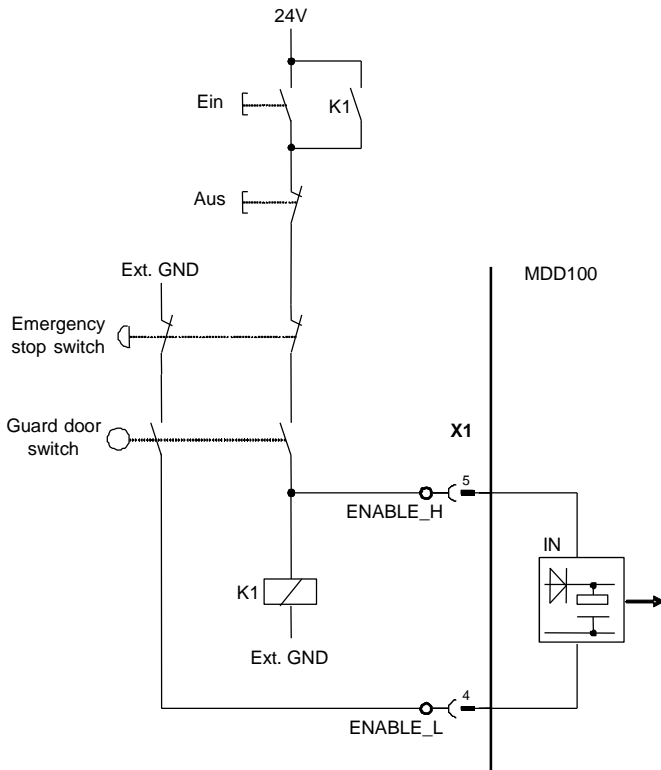 24V
Ein
K1
Aus
Ext. GND
MDD100
Emergency
stop switch
Guard door
switch
X1
5
ENABLE_H
IN
K1
Ext. GND
4
ENABLE_L